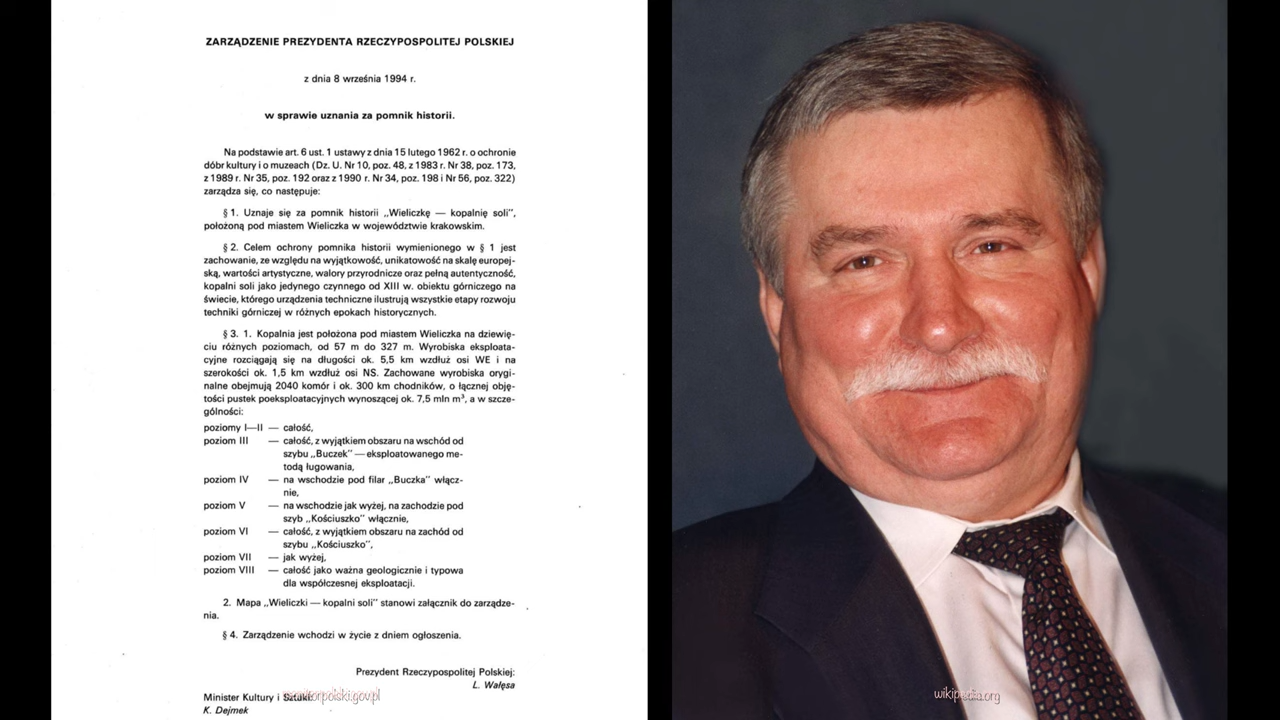 ZARZĄDZENIE PREZYDENTA RZECZYPOSPOLITEJ POLSKIEJ
z dnia 8 września 1994 r.
w sprawie uznania za pomnik historii.
Na podstawie art. 6 ust. 1 ustawy z dnia 15 lutego 1962 r. o ochronie
dóbr kultury i o muzeach (Dz. U. Nr 10, poz. 48, z 1983 r. Nr 38, poz. 173,
z 1989 r. Nr 35, poz. 192 oraz z 1990 r. Nr 34, poz. 198 i Nr 56, poz. 322)
zarządza się, co następuje:
§ 1. Uznaje się za pomnik historii „Wieliczkę — kopalnię soli”,
położoną pod miastem Wieliczka w województwie krakowskim.
§ 2. Celem ochrony pomnika historii wymienionego w § 1 jest
zachowanie, ze względu na wyjątkowość, unikatowość na skalę europej-
ską, wartości artystyczne, walory przyrodnicze oraz pełną autentyczność,
kopalni soli jako jedynego czynnego od XIII w. obiektu górniczego na
świecie, którego urządzenia techniczne ilustrują wszystkie etapy rozwoju
techniki górniczej w różnych epokach historycznych.
§ 3. 1. Kopalnia jest położona pod miastem Wieliczka na dziewię-
ciu różnych poziomach, od 57 m do 327 m. Wyrobiska eksploata-
cyjne rozciągają się na długości ok. 5,5 km wzdłuż osi WE i na
szerokości ok. 1,5 km wzdłuż osi NS. Zachowane wyrobiska orygi-
nalne obejmują 2040 komór i ok. 300 km chodników, o łącznej obję-
tości pustek poeksploatacyjnych wynoszącej ok. 7,5 mln m³, a w szcze-
gólności:
poziomy I—II — całość,
poziom III — całość, z wyjątkiem obszaru na wschód od
szybu „Buczek” — eksploatowanego me-
todą ługowania,
poziom IV — na wschodzie pod filar „Buczka” włącz-
nie,
poziom V — na wschodzie jak wyżej, na zachodzie pod
szyb „Kościuszko” włącznie,
poziom VI — całość, z wyjątkiem obszaru na zachód od
szybu „Kościuszko”,
poziom VII — jak wyżej,
poziom VIII — całość jako ważna geologicznie i typowa
dla współczesnej eksploatacji.
2. Mapa „Wieliczki — kopalni soli” stanowi załącznik do zarządze-
nia.
§ 4. Zarządzenie wchodzi w życie z dniem ogłoszenia.
Prezydent Rzeczypospolitej Polskiej:
L. Wałęsa
Minister Kultury i Sztuki:
K. Dejmek
monitorpolski.gov.pl
wikipedia.org